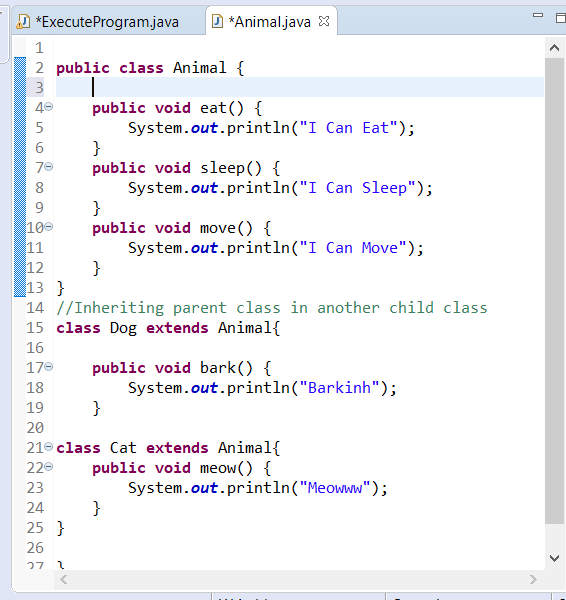 *ExecuteProgram.java *Animal.java
1
2 public class Animal {
3
4 public void eat() {
5 System.out.println("I Can Eat");
6 }
7 public void sleep() {
8 System.out.println("I Can Sleep");
9 }
10 public void move() {
11 System.out.println("I Can Move");
12 }
13 }
14 //Inheriting parent class in another child class
15 class Dog extends Animal{
16
17 public void bark() {
18 System.out.println("Barkinh");
19 }
20
21 class Cat extends Animal{
22 public void meow() {
23 System.out.println("Meowww");
24 }
25 }
26
27 }